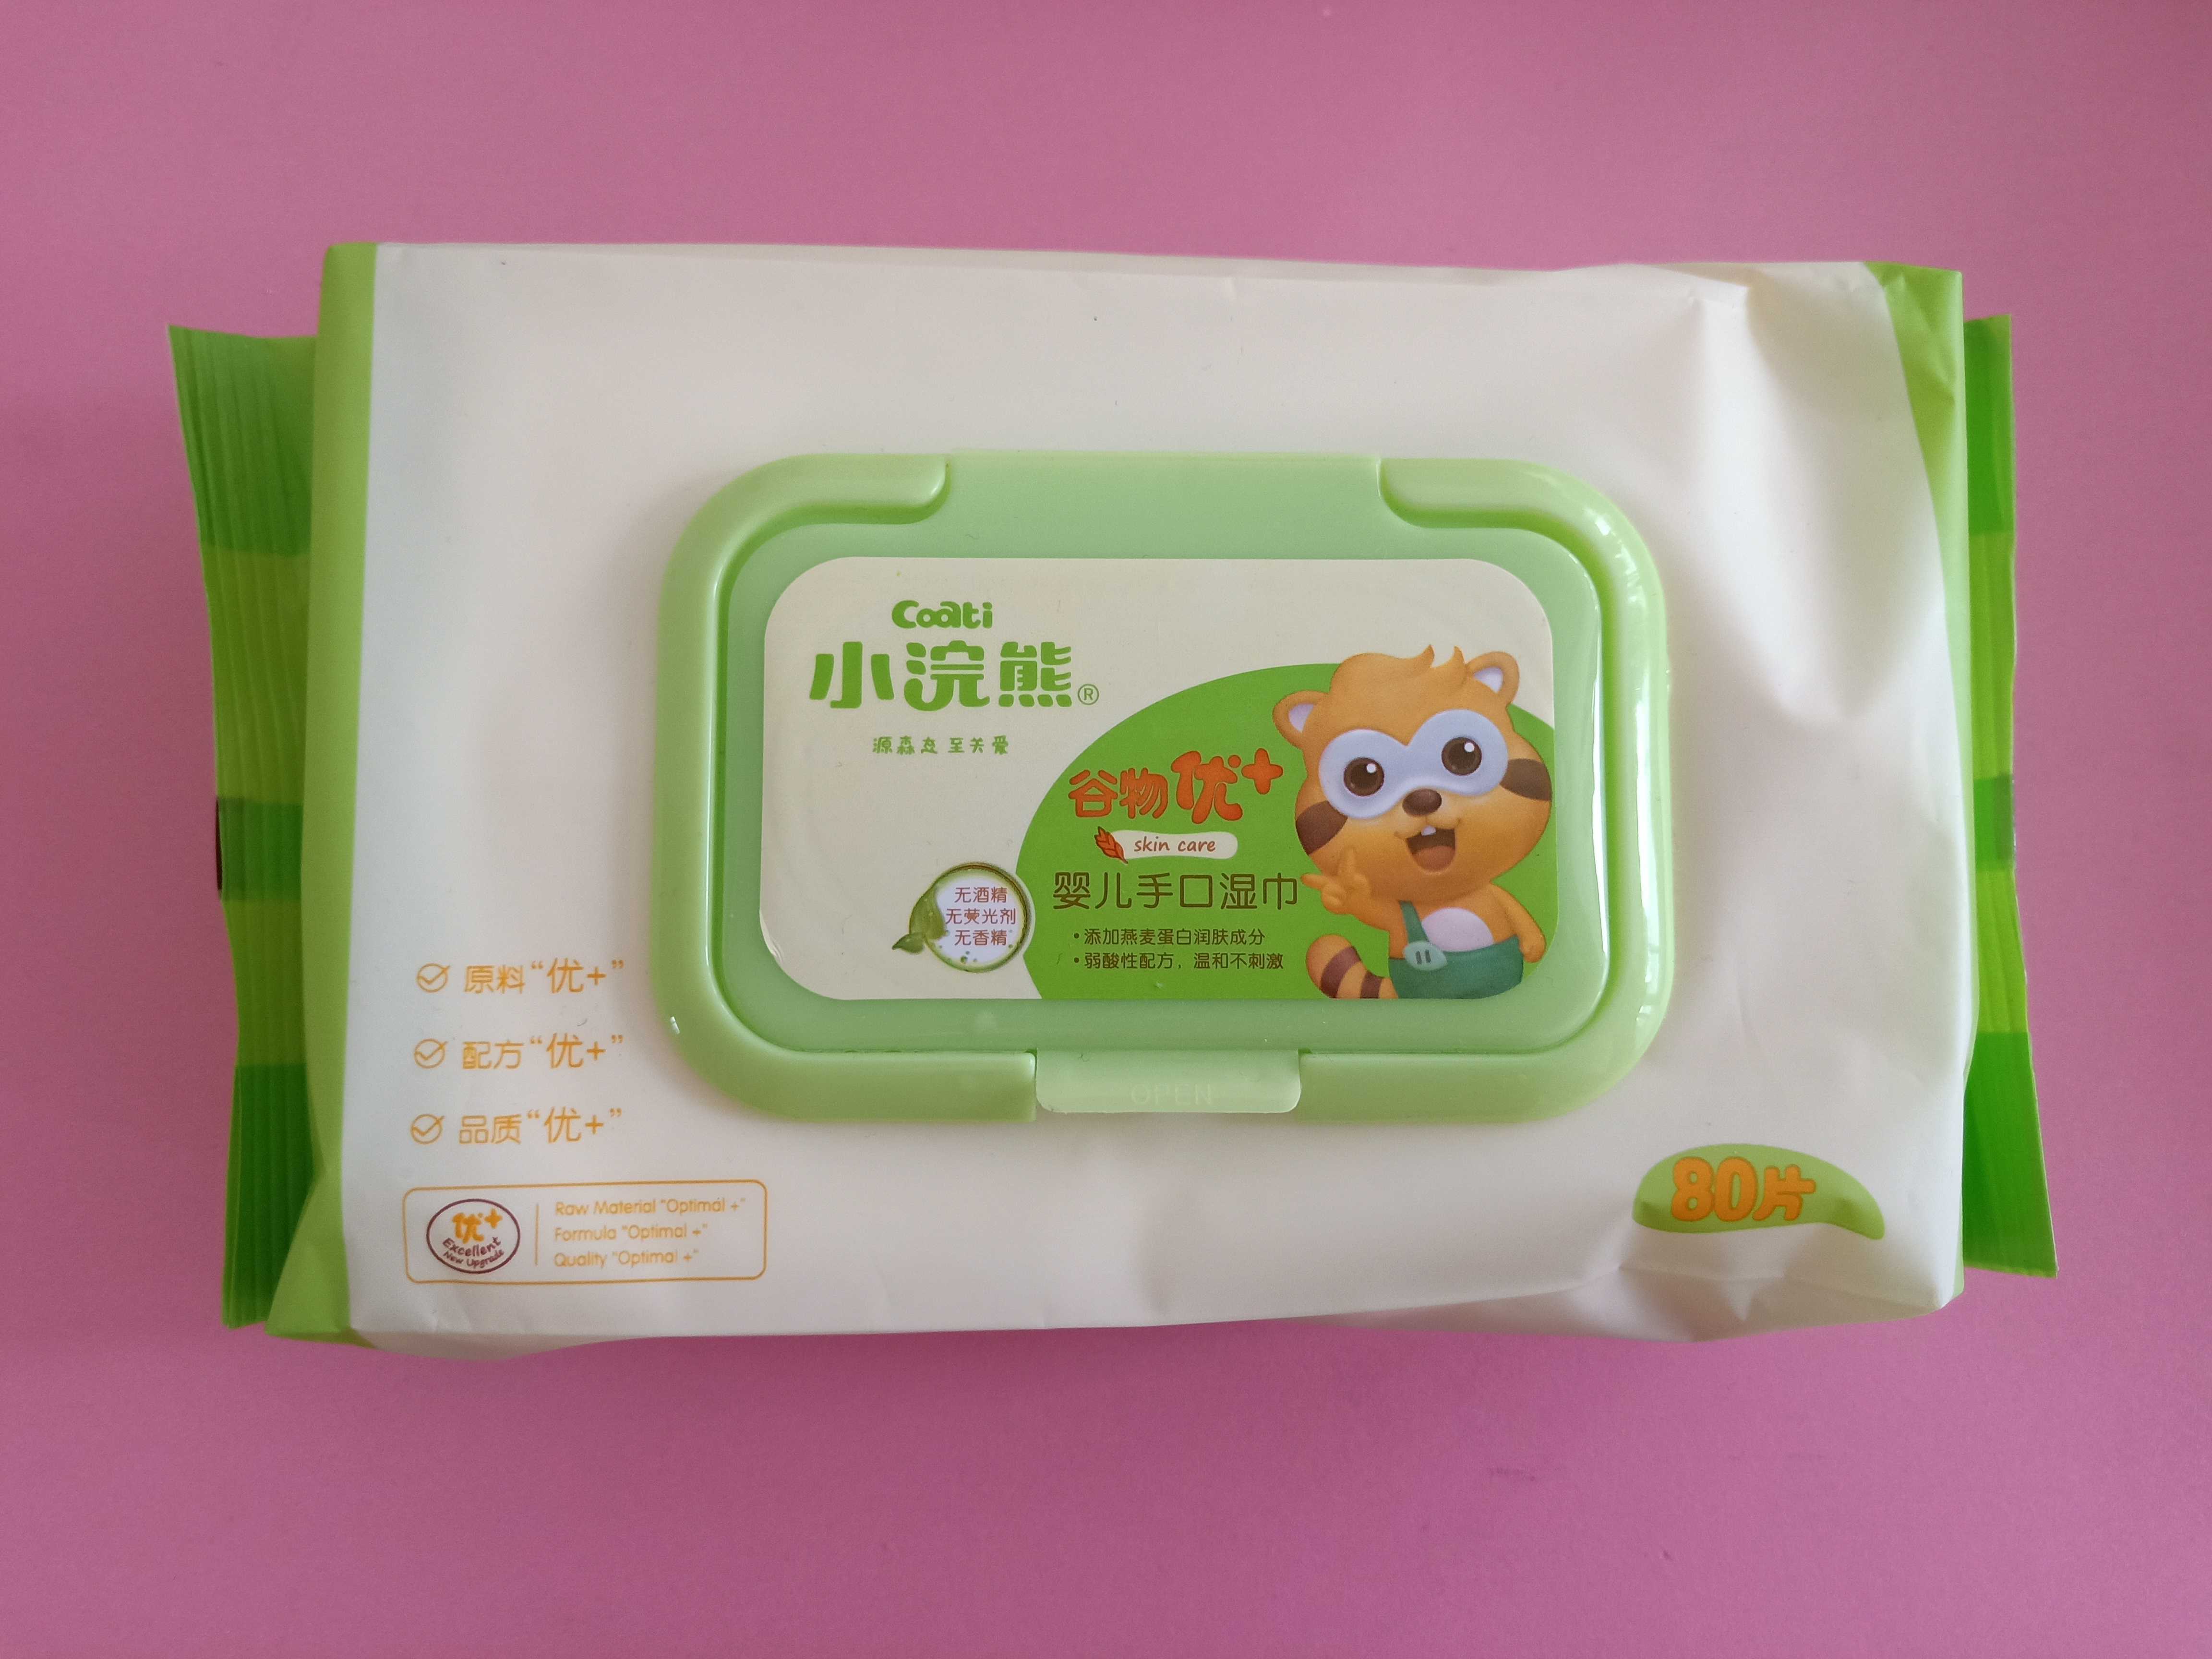 Coati
小浣熊®
源森态 至关爱
谷物优+
skin care
婴儿手口湿巾
·添加燕麦蛋白润肤成分
·弱酸性配方，温和不刺激
无酒精
无荧光剂
无香精
OPEN
原料“优+”
配方“优+”
品质“优+”
优+
Excellent
New Upgrade
Raw Material "Optimal +"
Formula "Optimal +"
Quality "Optimal +"
80片